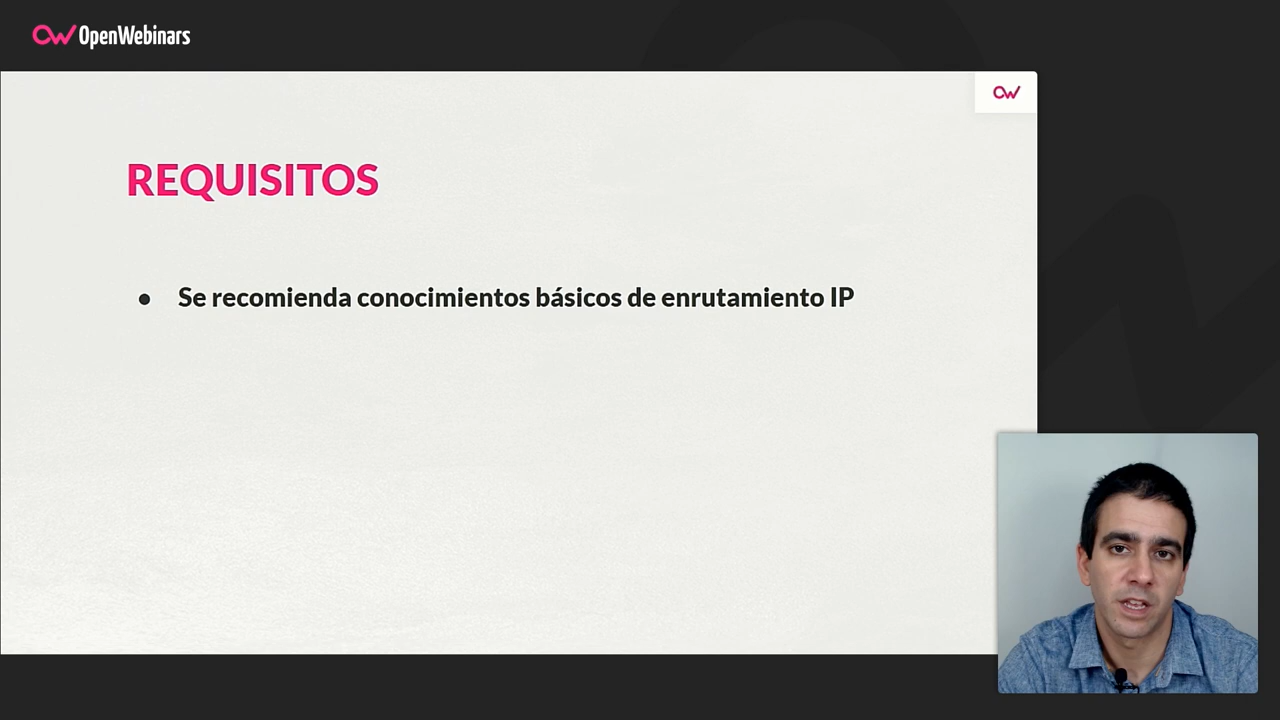 OpenWebinars
REQUISITOS
● Se recomienda conocimientos básicos de enrutamiento IP